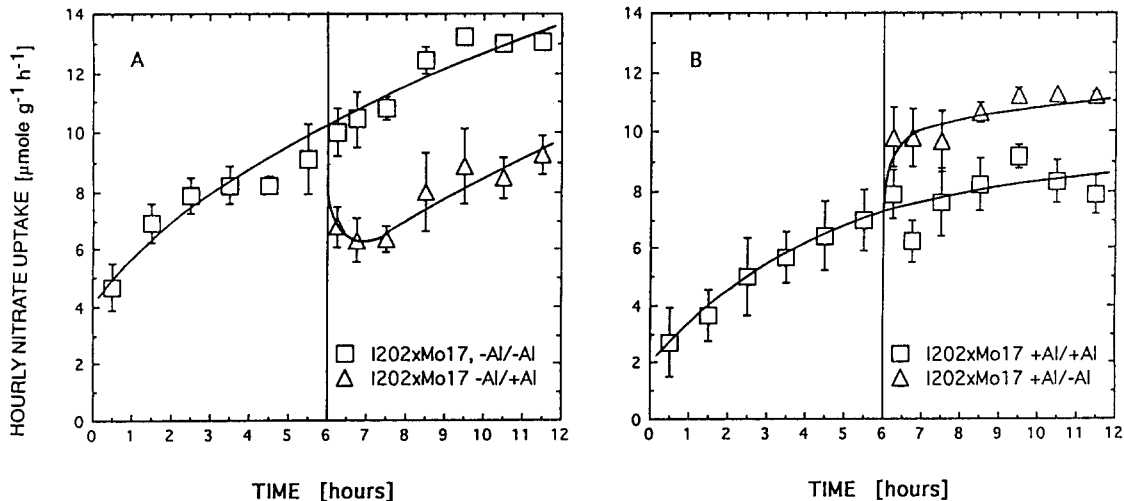 HOURLY NITRATE UPTAKE [μmole g⁻¹ h⁻¹]
14
12
10
8
6
4
2
0
A
I202xMo17, -Al/-Al
I202xMo17 -Al/+Al
0 1 2 3 4 5 6 7 8 9 10 11 12
TIME [hours]
14
12
10
8
6
4
2
0
B
I202xMo17 +Al/+Al
I202xMo17 +Al/-Al
0 1 2 3 4 5 6 7 8 9 10 11 12
TIME [hours]